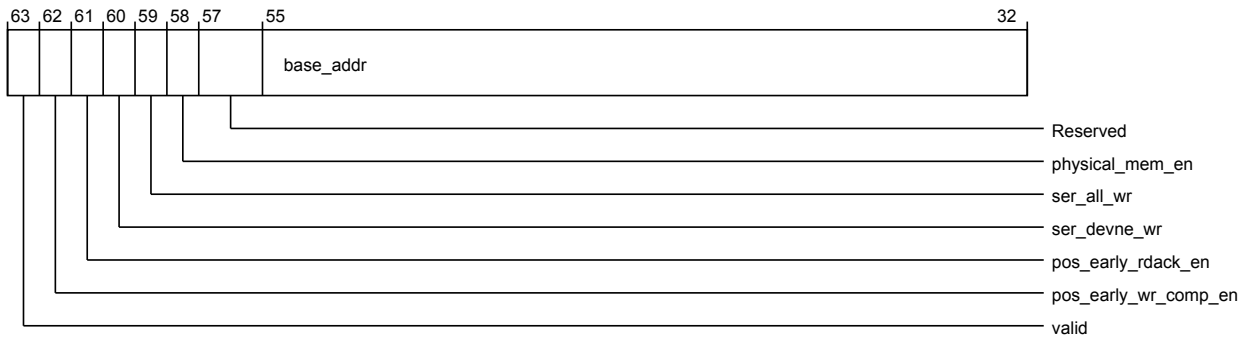 63 62 61 60 59 58 57 55 32
base_addr
Reserved
physical_mem_en
ser_all_wr
ser_devne_wr
pos_early_rdack_en
pos_early_wr_comp_en
valid